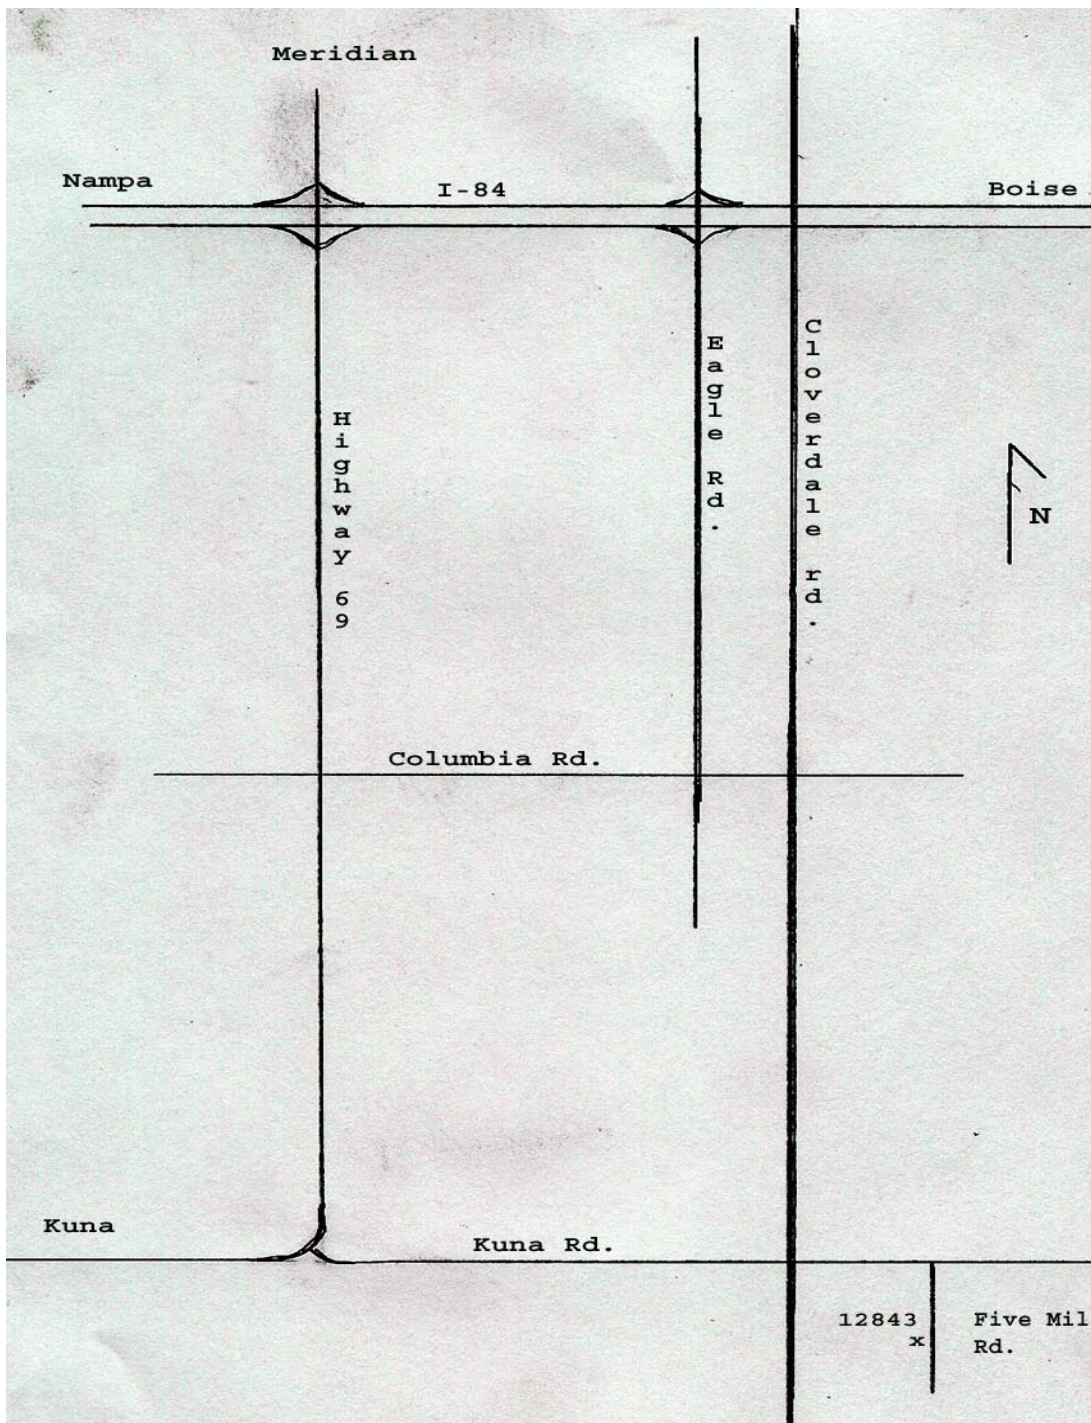 Meridian
Nampa
I-84
Boise
Eagle Rd.
Cloverdale rd.
Highway 69
N
Columbia Rd.
Kuna
Kuna Rd.
12843
x
Five Mil
Rd.